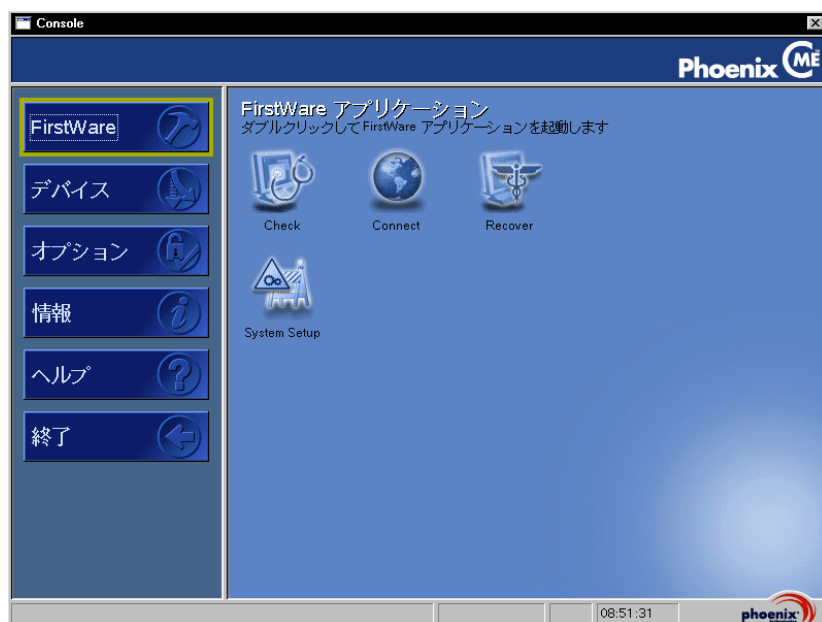 Console
Phoenix cME
FirstWare
デバイス
オプション
情報
ヘルプ
終了
FirstWare アプリケーション
ダブルクリックして FirstWare アプリケーションを起動します
Check
Connect
Recover
System Setup
08:51:31
phoenix